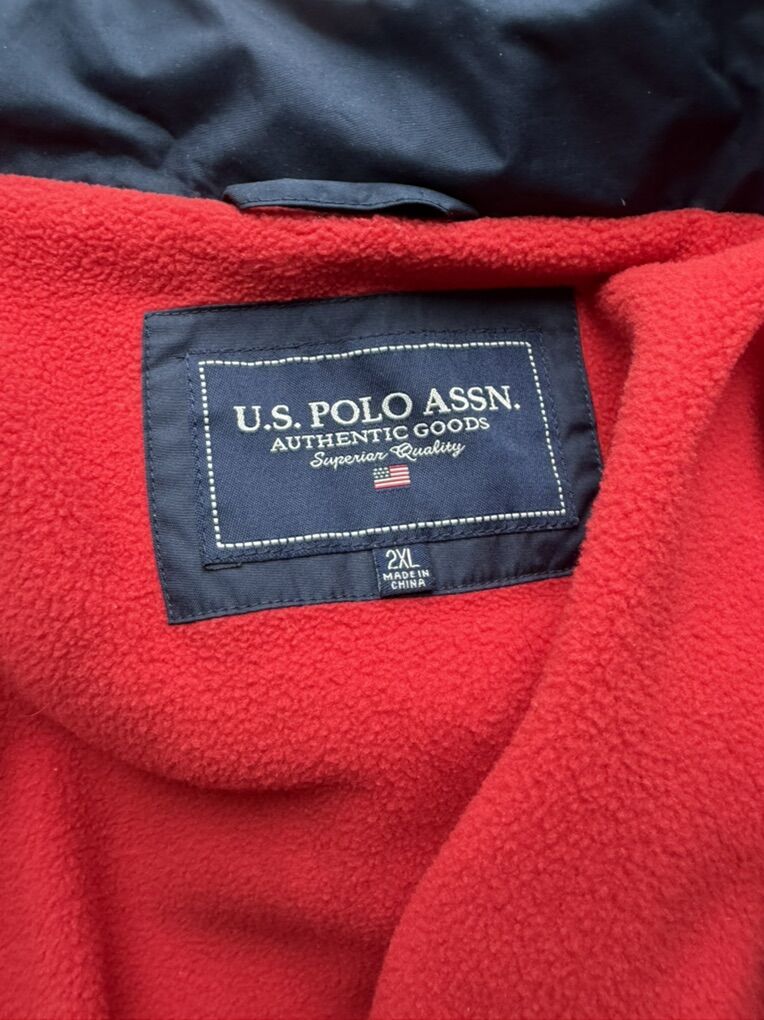 U.S. POLO ASSN.
AUTHENTIC GOODS
Superior Quality
2XL
MADE IN
CHINA